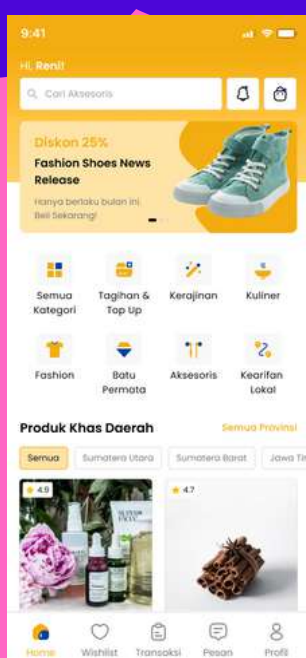 9:41
Hi, Reni!
Cari Aksesoris
Diskon 25%
Fashion Shoes News
Release
Hanya berlaku bulan ini.
Beli Sekarang!
Semua
Kategori
Tagihan &
Top Up
Kerajinan
Kuliner
Fashion
Batu
Permata
Aksesoris
Kearifan
Lokal
Produk Khas Daerah
Semua Provinsi
Semua
Sumatera Utara
Sumatera Barat
Jawa Tim
4.9
4.7
Home
Wishlist
Transaksi
Pesan
Profil